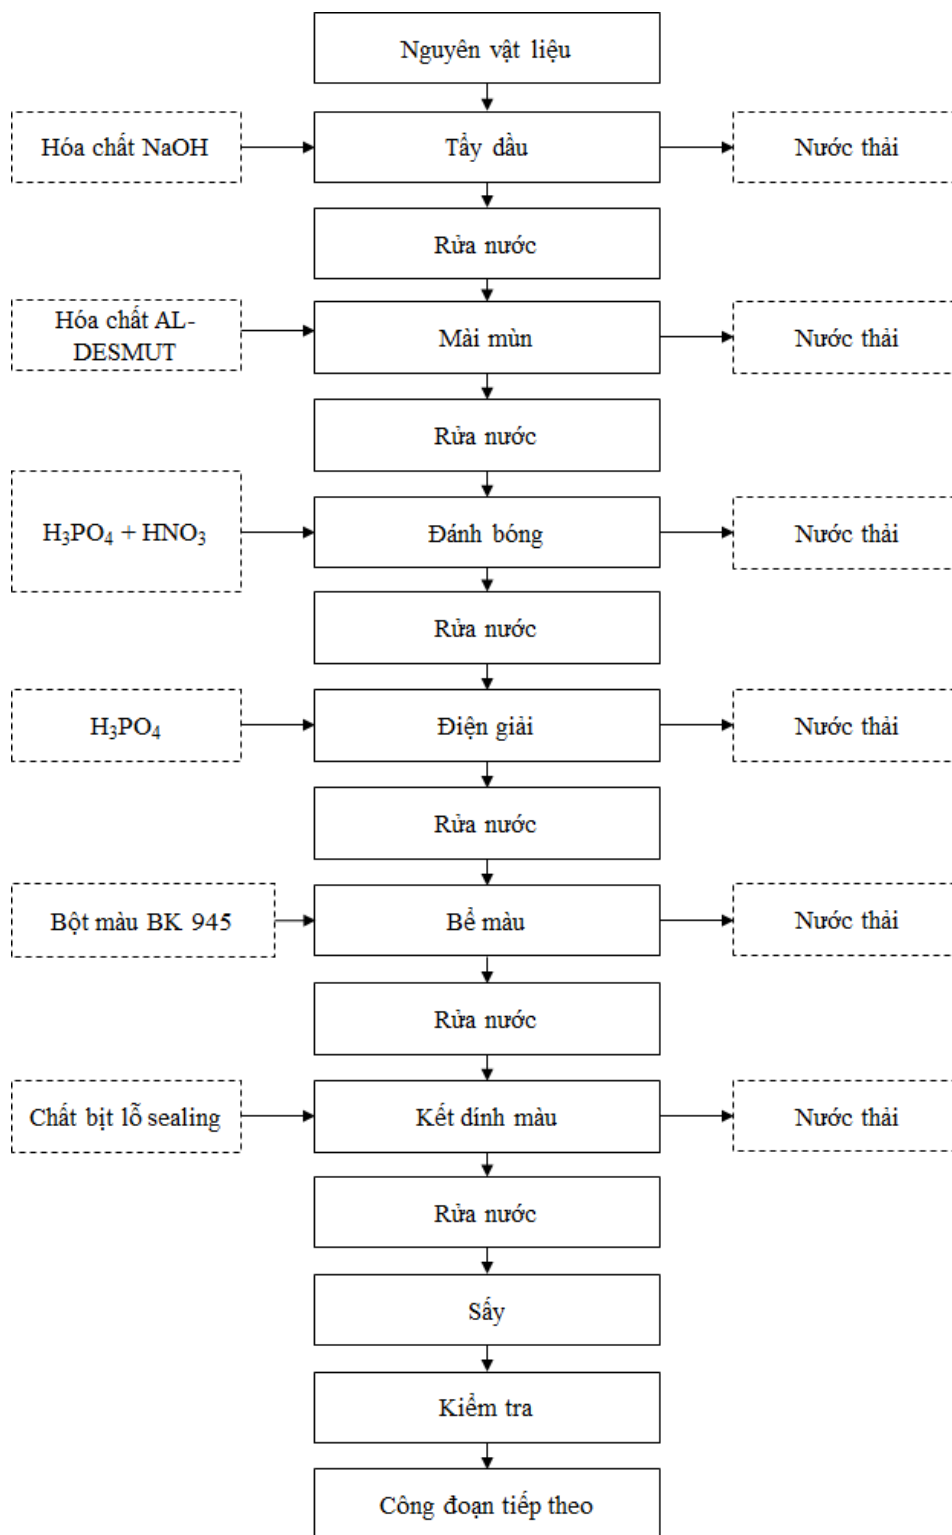 Nguyên vật liệu
Hóa chất NaOH
Tẩy dầu
Nước thải
Rửa nước
Hóa chất AL-
DESMUT
Mài mùn
Nước thải
Rửa nước
H₃PO₄ + HNO₃
Đánh bóng
Nước thải
Rửa nước
H₃PO₄
Điện giải
Nước thải
Rửa nước
Bột màu BK 945
Bể màu
Nước thải
Rửa nước
Chất bịt lỗ sealing
Kết dính màu
Nước thải
Rửa nước
Sấy
Kiểm tra
Công đoạn tiếp theo